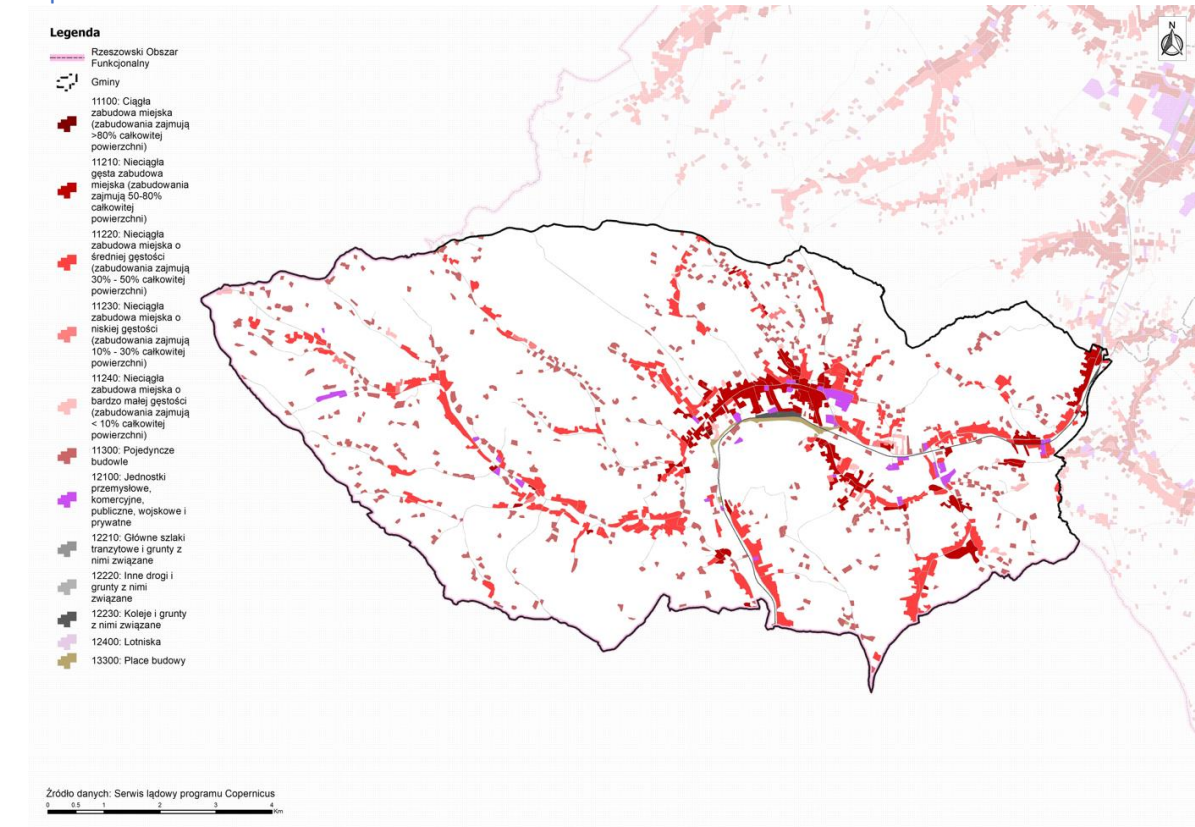 Legenda
Rzeszowski Obszar
Funkcjonalny
Gminy
11100: Ciągła
zabudowa miejska
(zabudowania zajmują
>80% całkowitej
powierzchni)
11210: Nieciągła
gęsta zabudowa
miejska (zabudowania
zajmują 50-80%
całkowitej
powierzchni)
11220: Nieciągła
zabudowa miejska o
średniej gęstości
(zabudowania zajmują
30% - 50% całkowitej
powierzchni)
11230: Nieciągła
zabudowa miejska o
niskiej gęstości
(zabudowania zajmują
10% - 30% całkowitej
powierzchni)
11240: Nieciągła
zabudowa miejska o
bardzo małej gęstości
(zabudowania zajmują
< 10% całkowitej
powierzchni)
11300: Pojedyncze
budowle
12100: Jednostki
przemysłowe,
komercyjne,
publiczne, wojskowe i
prywatne
12210: Główne szlaki
tranzytowe i grunty z
nimi związane
12220: Inne drogi i
grunty z nimi
związane
12230: Koleje i grunty
z nimi związane
12400: Lotniska
13300: Place budowy
N
Źródło danych: Serwis lądowy programu Copernicus
0 0.5 1 2 3 4
Km